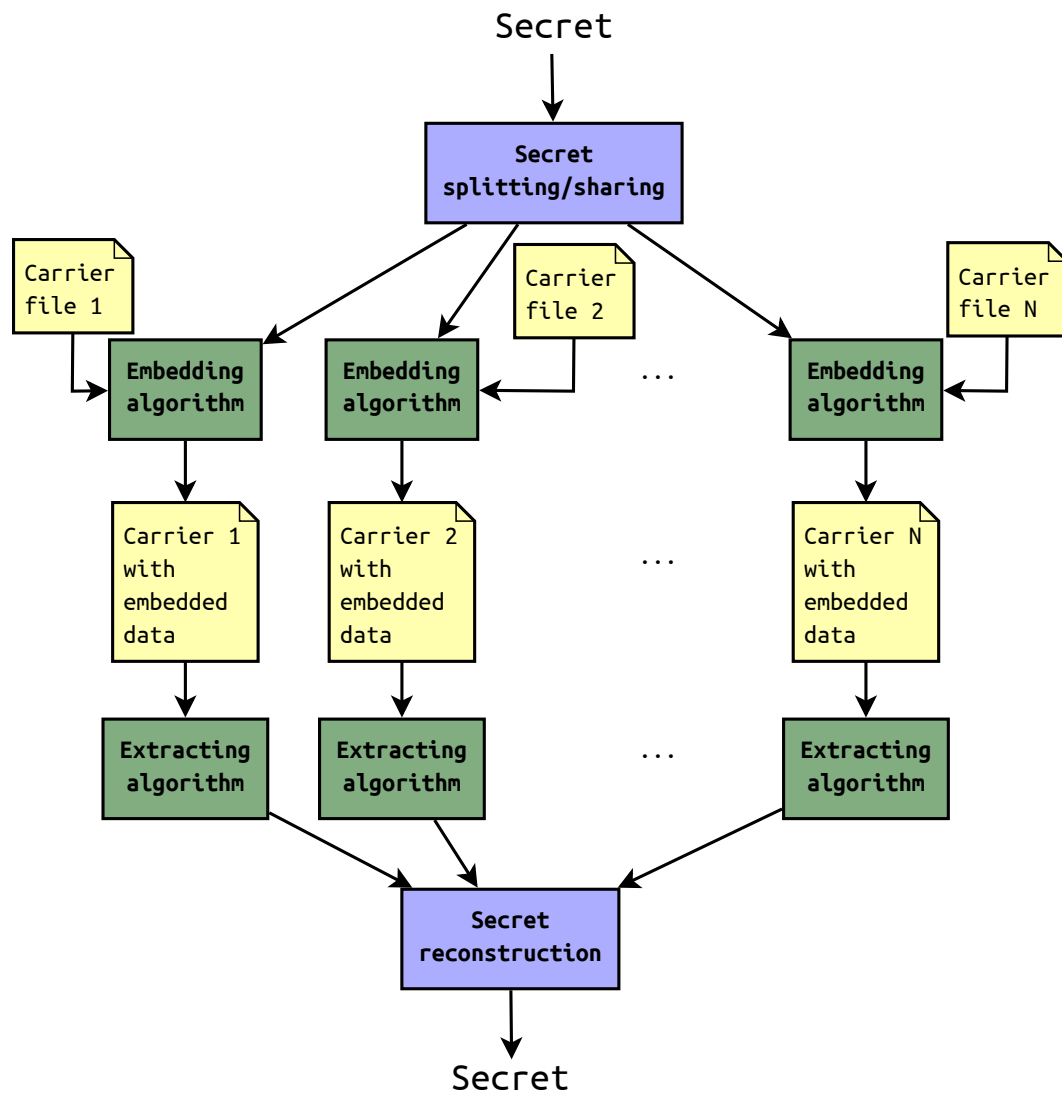 Secret
Secret
splitting/sharing
Carrier
file 1
Carrier
file 2
Carrier
file N
Embedding
algorithm
Embedding
algorithm
...
Embedding
algorithm
Carrier 1
with
embedded
data
Carrier 2
with
embedded
data
...
Carrier N
with
embedded
data
Extracting
algorithm
Extracting
algorithm
...
Extracting
algorithm
Secret
reconstruction
Secret